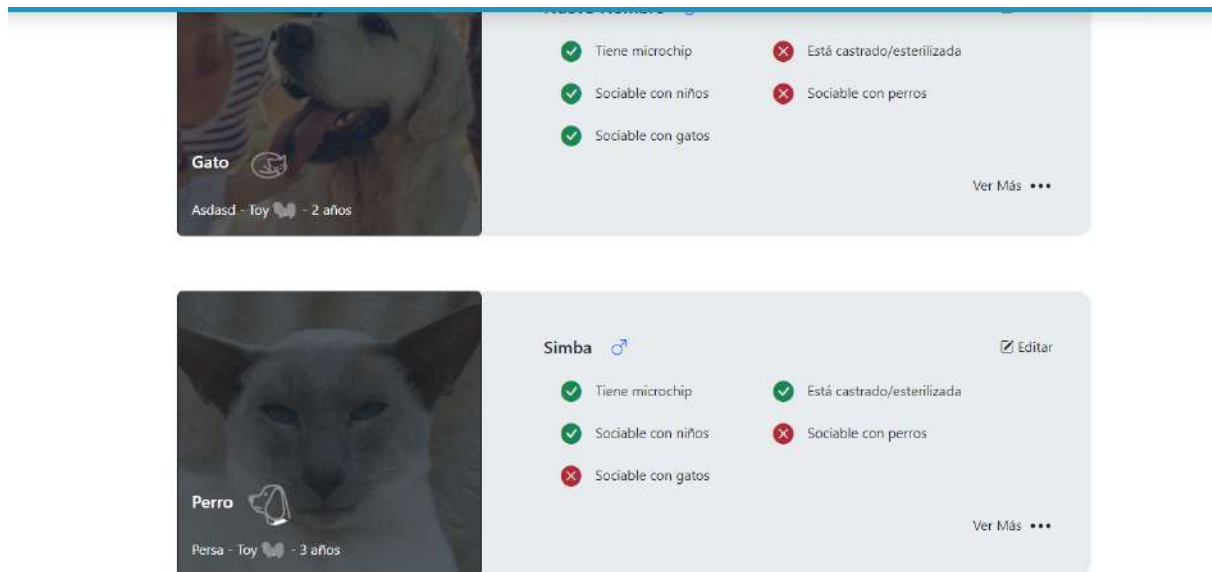 Tiene microchip
Está castrado/esterilizada
Sociable con niños
Sociable con perros
Sociable con gatos
Gato
Ver Más
Asdasd - Toy - 2 años
Simba
Editar
Tiene microchip
Está castrado/esterilizada
Sociable con niños
Sociable con perros
Sociable con gatos
Perro
Ver Más
Persa - Toy - 3 años